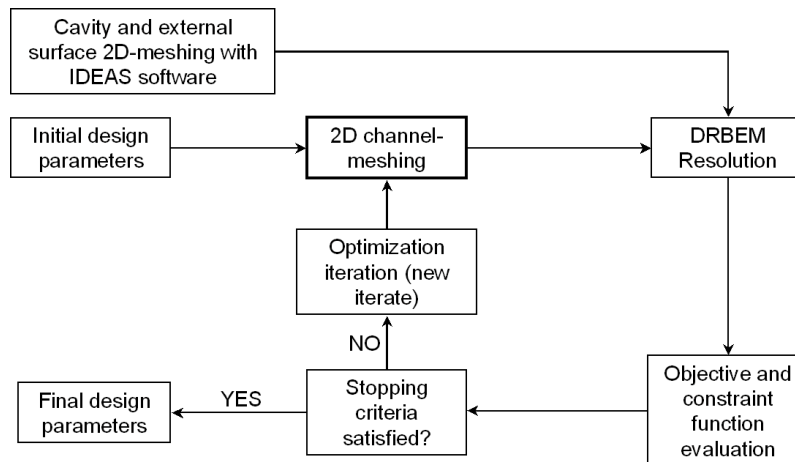 Cavity and external
surface 2D-meshing with
IDEAS software
Initial design
parameters
2D channel-
meshing
DRBEM
Resolution
Optimization
iteration (new
iterate)
NO
Final design
parameters
YES
Stopping
criteria
satisfied?
Objective and
constraint
function
evaluation